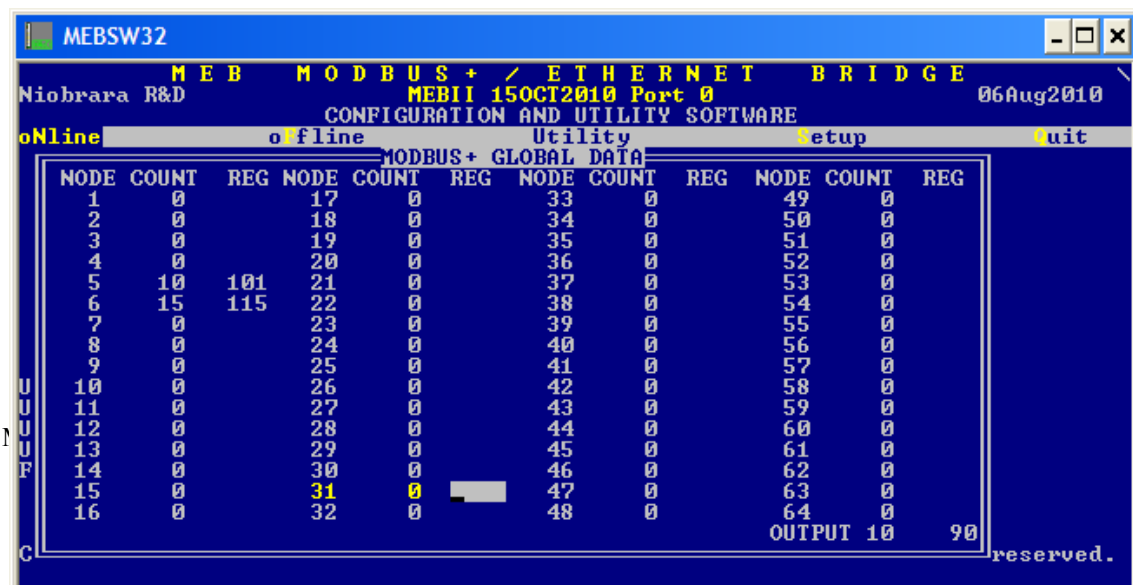 MEBSW32
M E B M O D B U S + / E T H E R N E T B R I D G E \
Niobrara R&D MEBII 15OCT2010 Port 0 06Aug2010
CONFIGURATION AND UTILITY SOFTWARE
oNline oFfline Utility Setup Quit
MODBUS+ GLOBAL DATA
NODE COUNT REG NODE COUNT REG NODE COUNT REG NODE COUNT REG
1 0 17 0 33 0 49 0
2 0 18 0 34 0 50 0
3 0 19 0 35 0 51 0
4 0 20 0 36 0 52 0
5 10 101 21 0 37 0 53 0
6 15 115 22 0 38 0 54 0
7 0 23 0 39 0 55 0
8 0 24 0 40 0 56 0
9 0 25 0 41 0 57 0
U 10 0 26 0 42 0 58 0
U 11 0 27 0 43 0 59 0
U 12 0 28 0 44 0 60 0
U 13 0 29 0 45 0 61 0
F 14 0 30 0 46 0 62 0
15 0 31 0 _ 47 0 63 0
16 0 32 0 48 0 64 0
OUTPUT 10 90
C reserved.